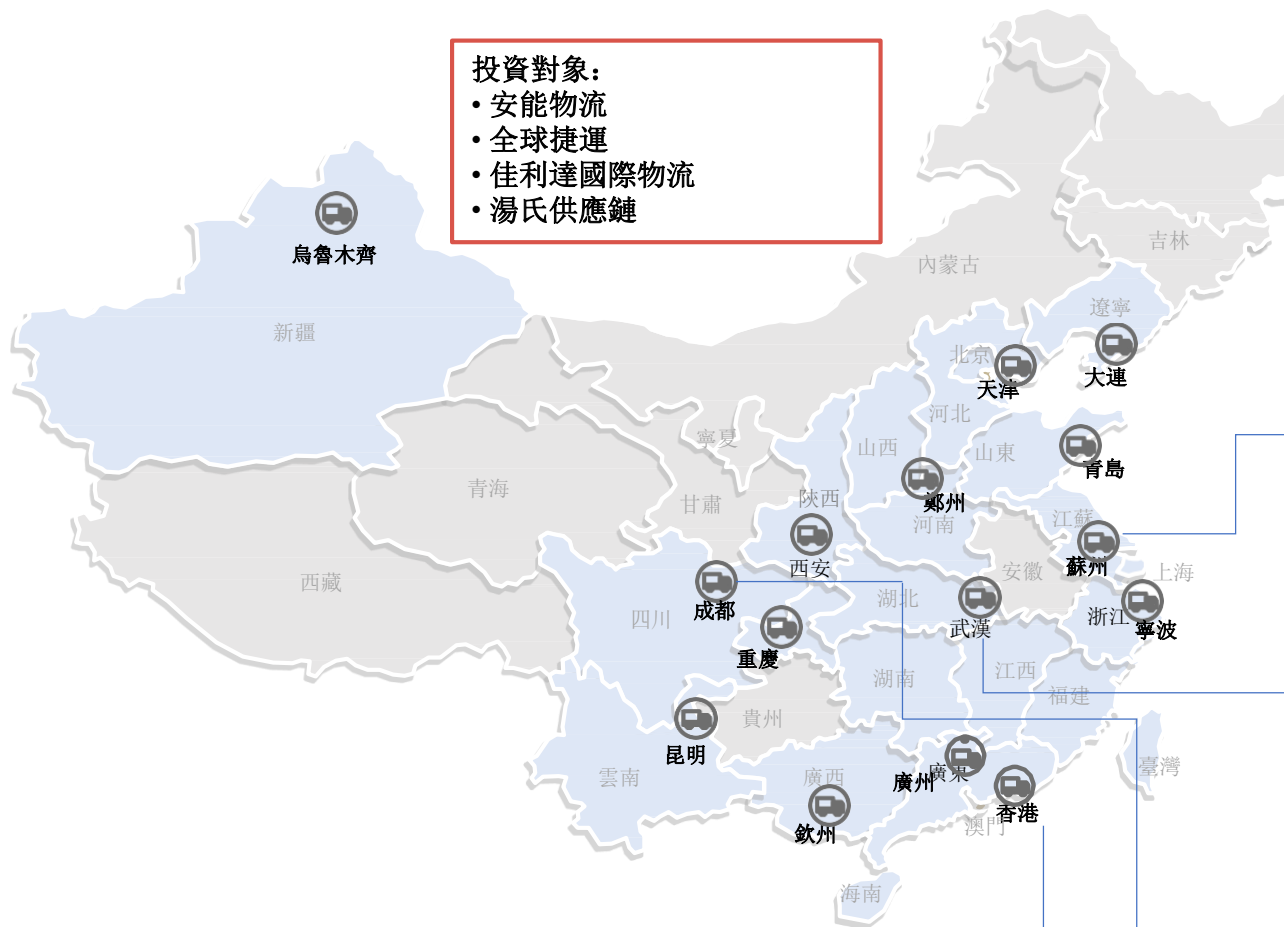 投資對象:
• 安能物流
• 全球捷運
• 佳利達國際物流
• 湯氏供應鏈
吉林
烏魯木齊
內蒙古
遼寧
新疆
北京
天津
大連
河北
寧夏
山西
山東
青島
青海
甘肅
陝西
鄭州
河南
江蘇
西安
安徽
蘇州
上海
西藏
四川
成都
湖北
武漢
浙江
寧波
重慶
湖南
江西
福建
貴州
昆明
雲南
廣西
廣州
廣東
臺灣
欽州
香港
澳門
海南